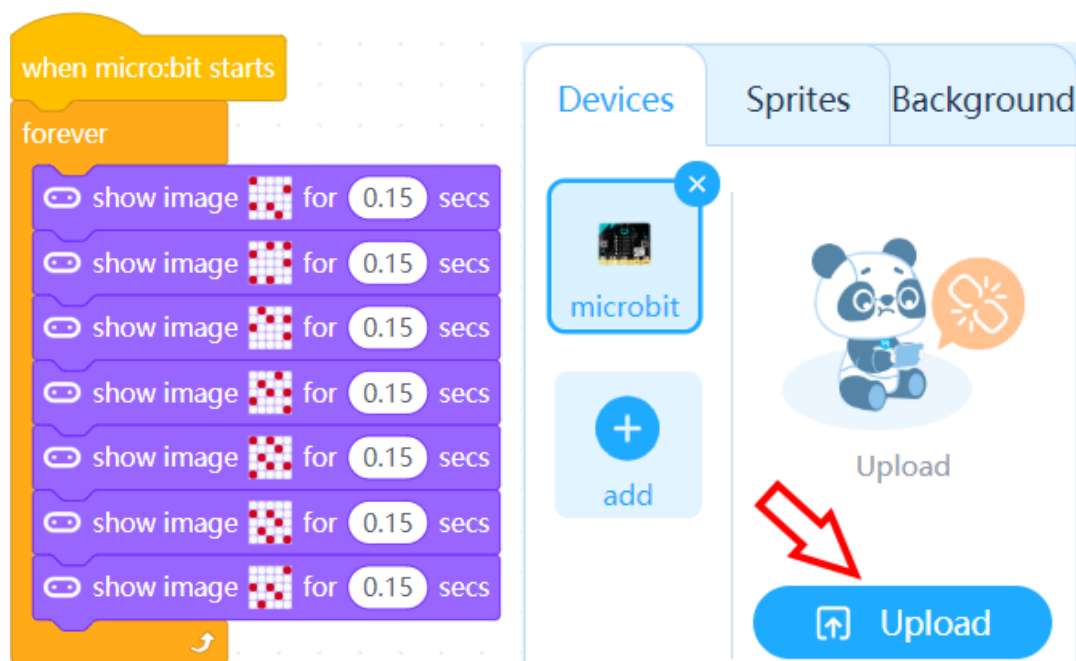 when micro:bit starts
forever
show image for 0.15 secs
show image for 0.15 secs
show image for 0.15 secs
show image for 0.15 secs
show image for 0.15 secs
show image for 0.15 secs
show image for 0.15 secs
Devices Sprites Background
microbit
add
Upload
Upload